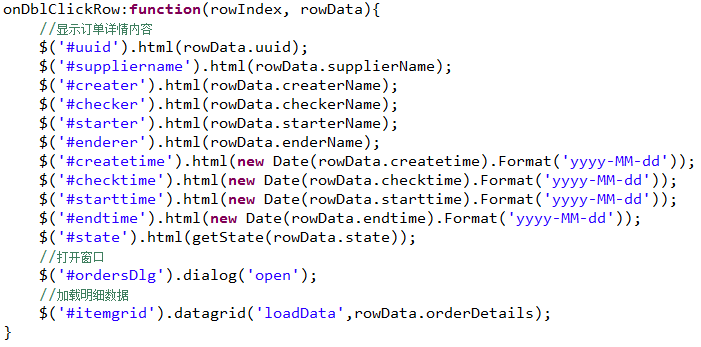 onDblClickRow:function(rowIndex, rowData){
    //显示订单详情内容
    $('#uuid').html(rowData.uuid);
    $('#suppliername').html(rowData.supplierName);
    $('#creater').html(rowData.createrName);
    $('#checker').html(rowData.checkerName);
    $('#starter').html(rowData.starterName);
    $('#enderer').html(rowData.enderName);
    $('#createtime').html(new Date(rowData.createtime).Format('yyyy-MM-dd'));
    $('#checktime').html(new Date(rowData.checktime).Format('yyyy-MM-dd'));
    $('#starttime').html(new Date(rowData.starttime).Format('yyyy-MM-dd'));
    $('#endtime').html(new Date(rowData.endtime).Format('yyyy-MM-dd'));
    $('#state').html(getState(rowData.state));
    //打开窗口
    $('#ordersDlg').dialog('open');
    //加载明细数据
    $('#itemgrid').datagrid('loadData',rowData.orderDetails);
}